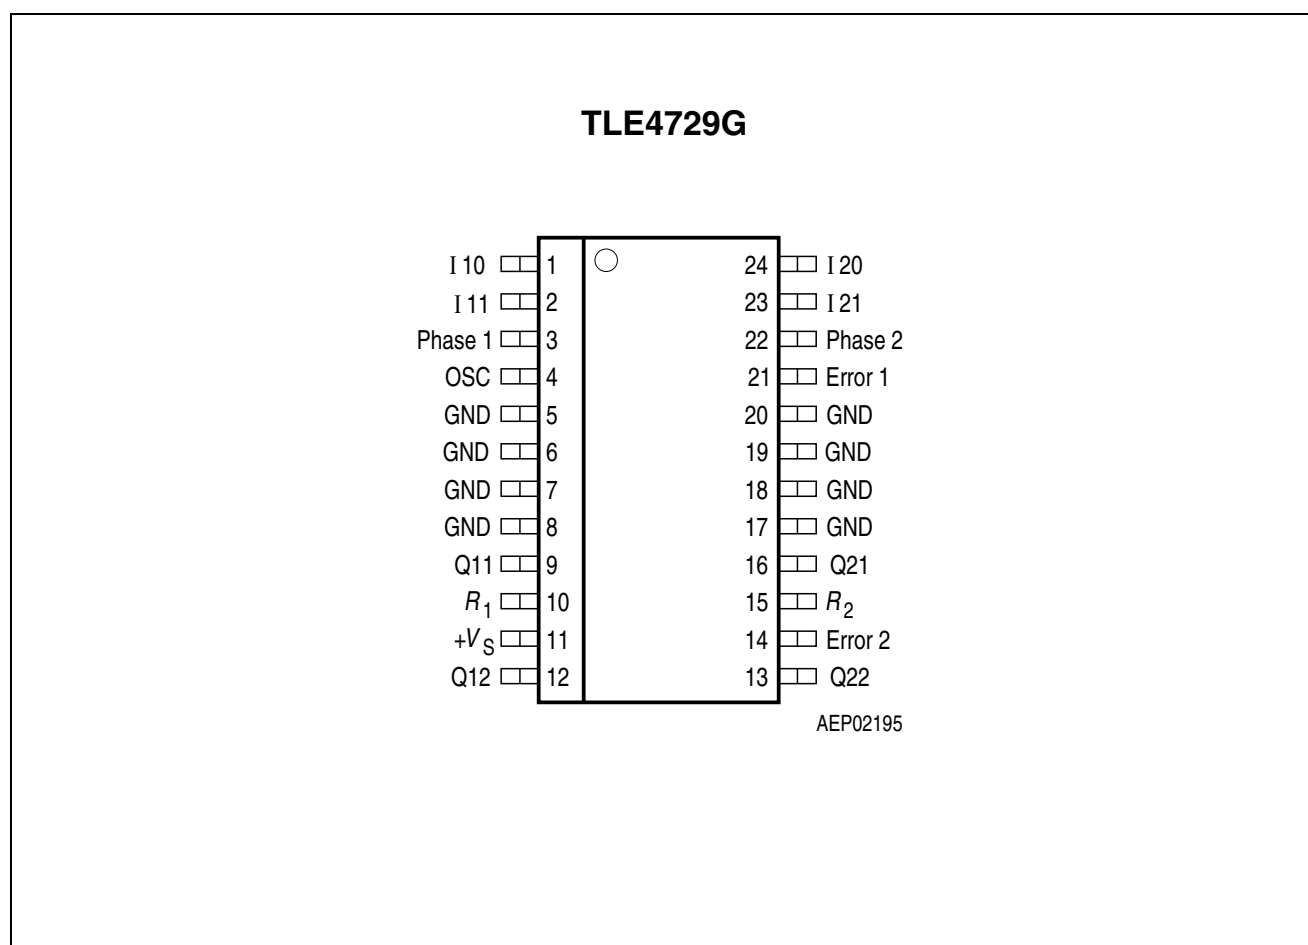 TLE4729G
I 10 1 24 I 20
I 11 2 23 I 21
Phase 1 3 22 Phase 2
OSC 4 21 Error 1
GND 5 20 GND
GND 6 19 GND
GND 7 18 GND
GND 8 17 GND
Q11 9 16 Q21
R1 10 15 R2
+VS 11 14 Error 2
Q12 12 13 Q22
AEP02195